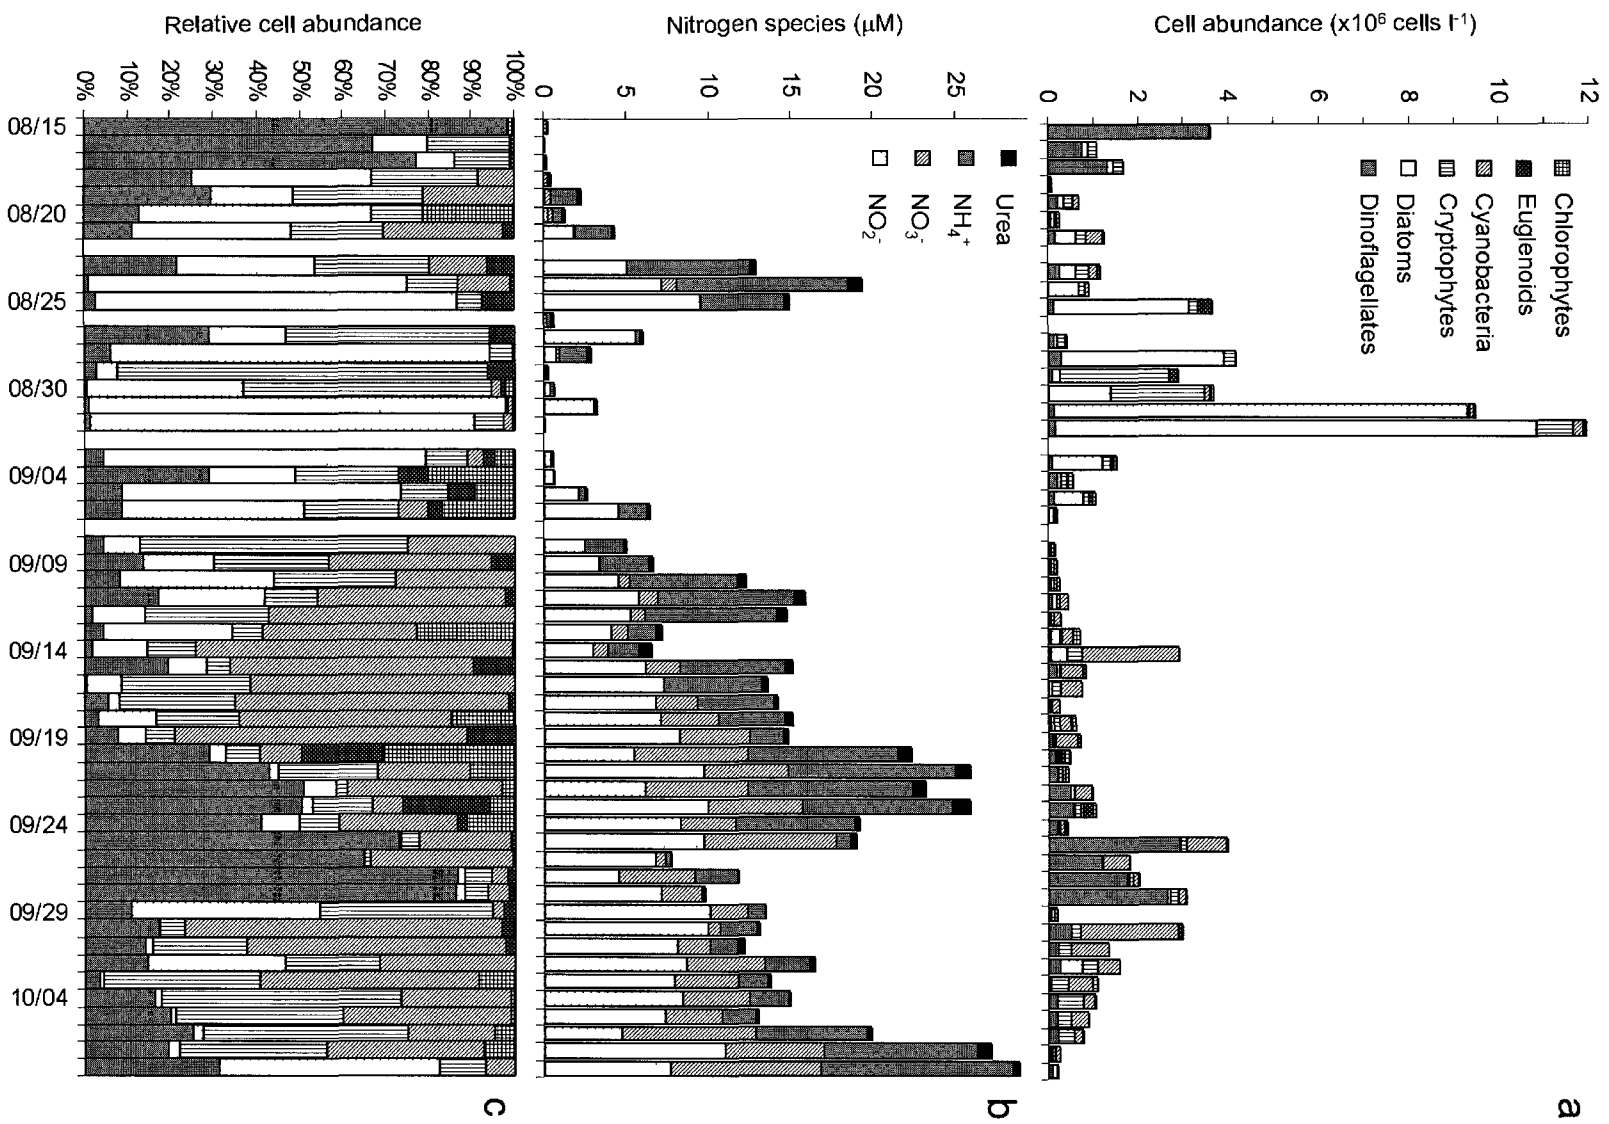 a
Cell abundance (x10⁶ cells l⁻¹)
12
10
8
6
4
2
0
Chlorophytes
Euglenoids
Cyanobacteria
Cryptophytes
Diatoms
Dinoflagellates
b
Nitrogen species (μM)
25
20
15
10
5
0
Urea
NH₄⁺
NO₃-
NO₂-
c
Relative cell abundance
100%
90%
80%
70%
60%
50%
40%
30%
20%
10%
0%
08/15
08/20
08/25
08/30
09/04
09/09
09/14
09/19
09/24
09/29
10/04